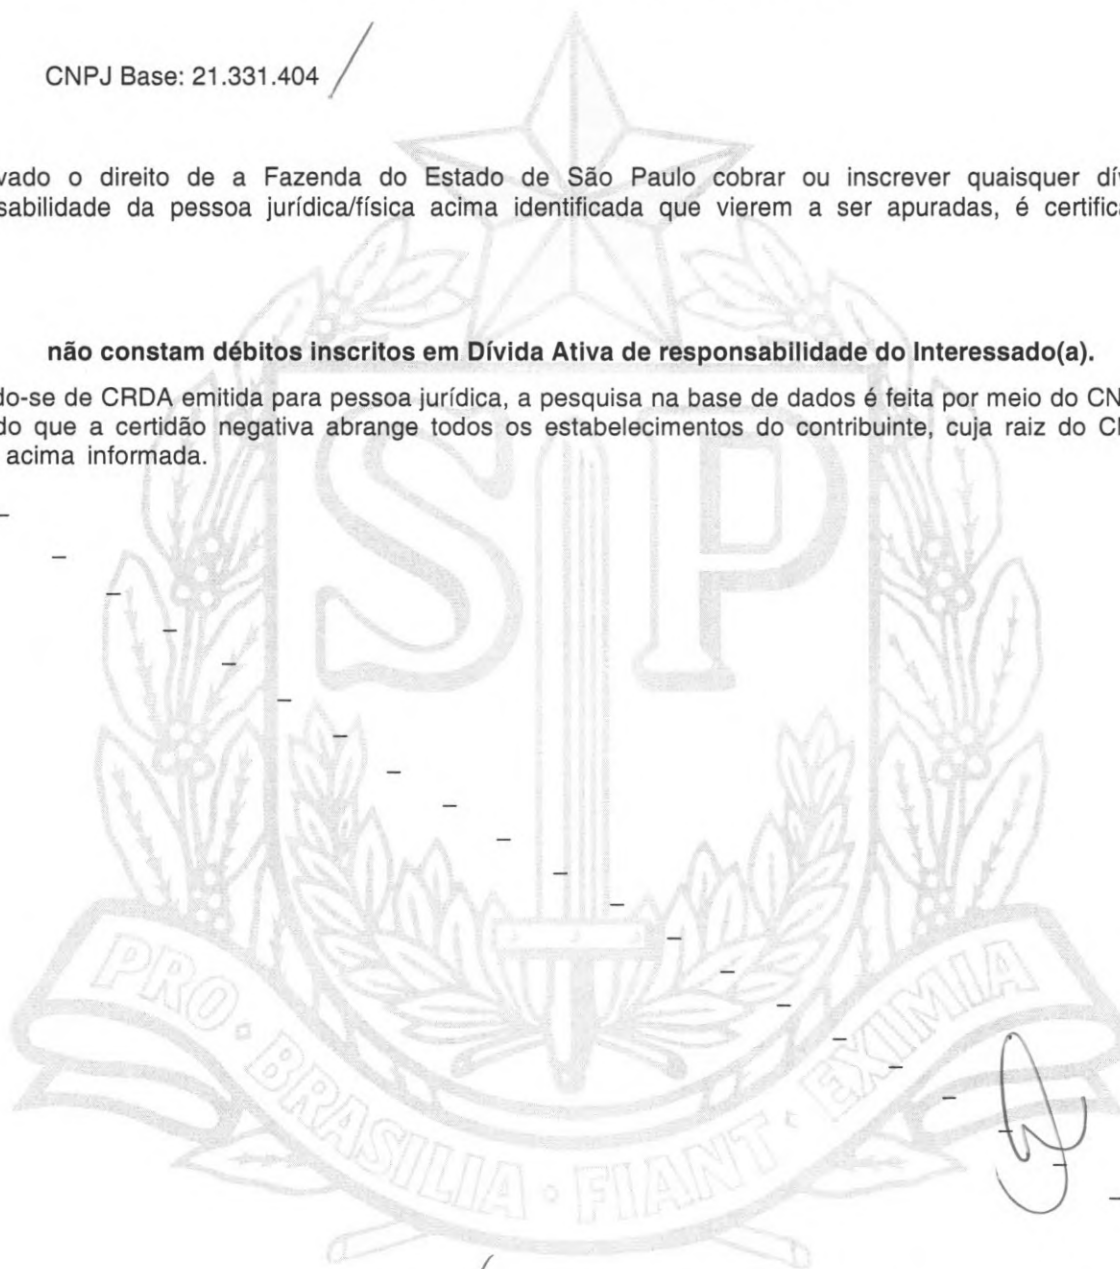 CNPJ Base: 21.331.404
vado o direito de a Fazenda do Estado de São Paulo cobrar ou inscrever quaisquer dív
sabilidade da pessoa jurídica/física acima identificada que vierem a ser apuradas, é certifica
não constam débitos inscritos em Dívida Ativa de responsabilidade do Interessado(a).
do-se de CRDA emitida para pessoa jurídica, a pesquisa na base de dados é feita por meio do CN
do que a certidão negativa abrange todos os estabelecimentos do contribuinte, cuja raiz do C
acima informada.
SP
PRO · BRASILIA · FIANT · EXIMIA